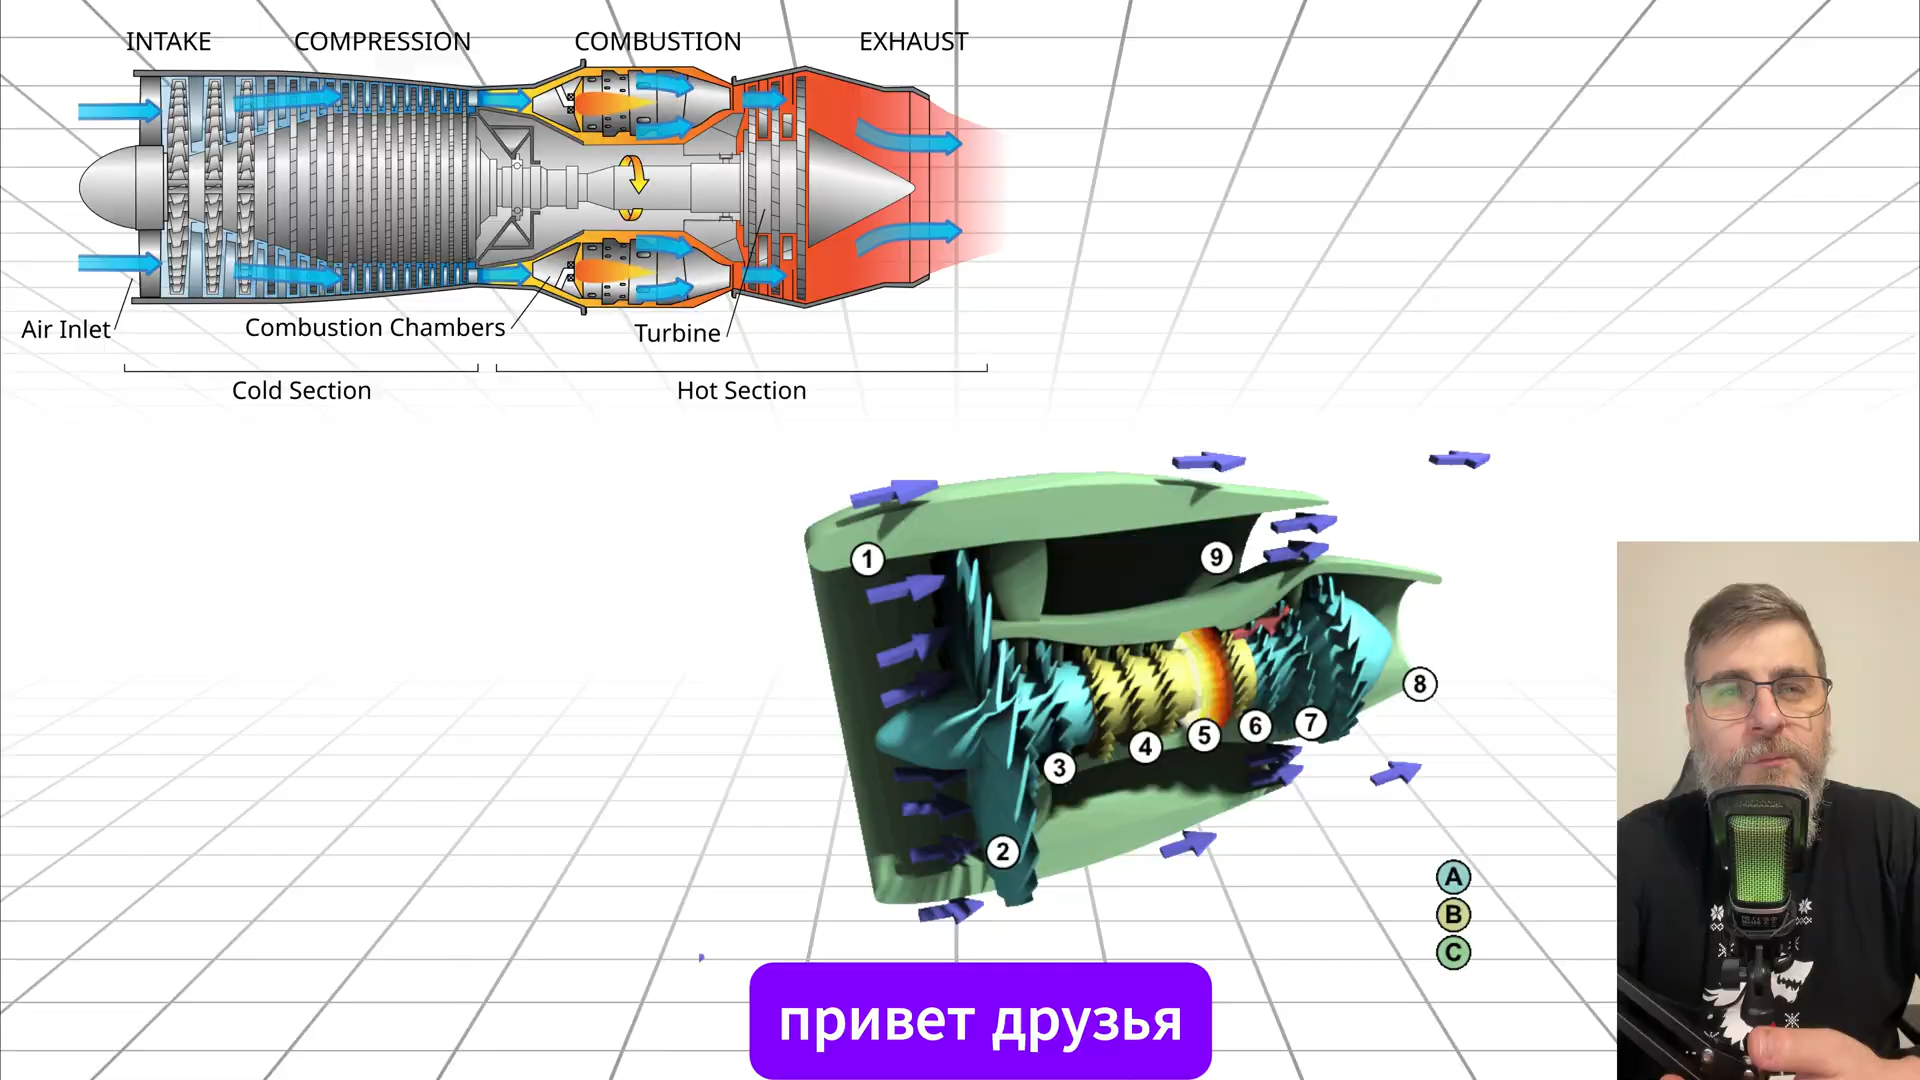 INTAKE COMPRESSION COMBUSTION EXHAUST
Air Inlet Combustion Chambers Turbine
Cold Section Hot Section
1 9
8
6 7
5
4
3
2
A
B
C
привет друзья